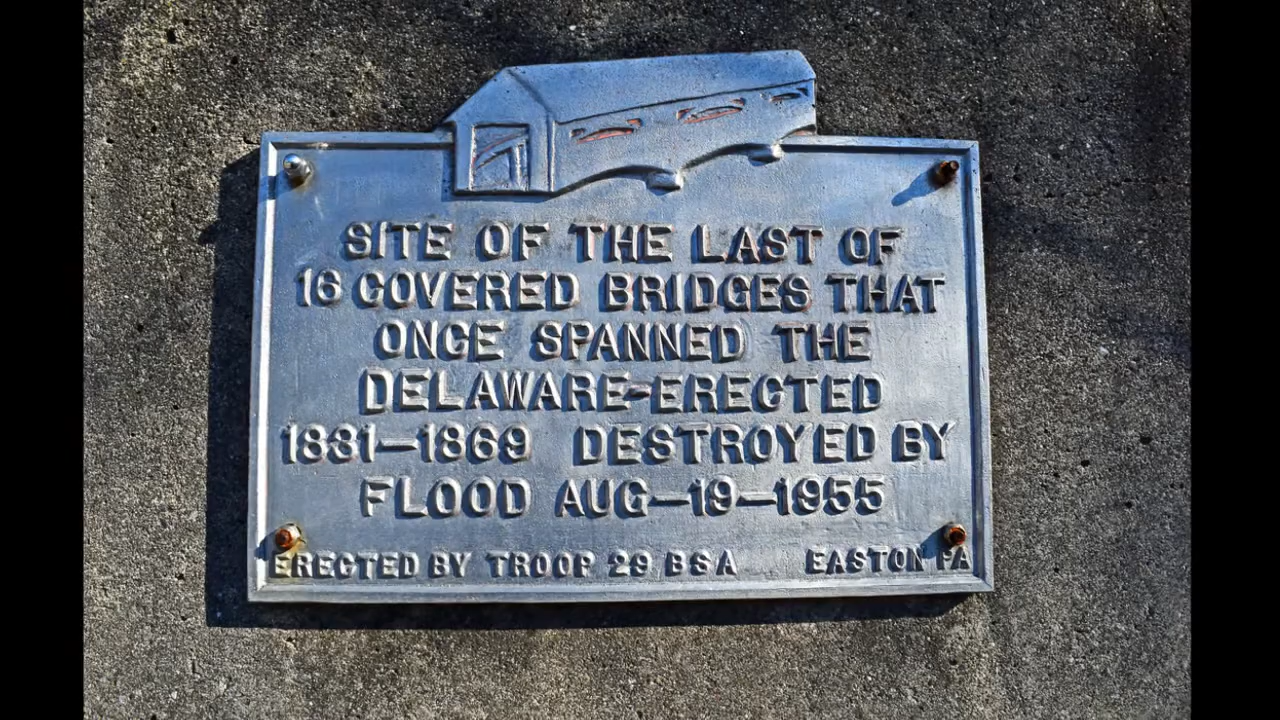 SITE OF THE LAST OF
16 COVERED BRIDGES THAT
ONCE SPANNED THE
DELAWARE-ERECTED
1831—1869 DESTROYED BY
FLOOD AUG—19—1955
ERECTED BY TROOP 29 BSA EASTON PA